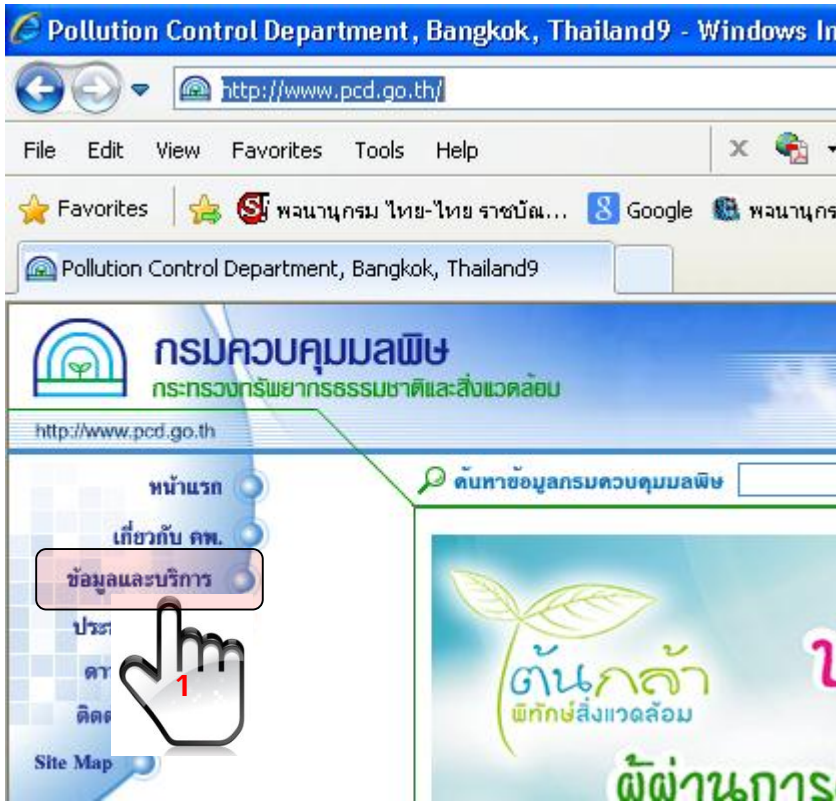 Pollution Control Department, Bangkok, Thailand9 - Windows In
http://www.pcd.go.th/
File Edit View Favorites Tools Help
Favorites พจนานุกรม ไทย-ไทย ราชบัณ... Google พจนานุกร
Pollution Control Department, Bangkok, Thailand9
กรมควบคุมมลพิษ
กระทรวงทรัพยากรธรรมชาติและสิ่งแวดล้อม
http://www.pcd.go.th
หน้าแรก
ค้นหาข้อมูลกรมควบคุมมลพิษ
เกี่ยวกับ คพ.
ข้อมูลและบริการ
1
Site Map
ต้นกล้า
พิทักษ์สิ่งแวดล้อม
ผู้ผ่านการ